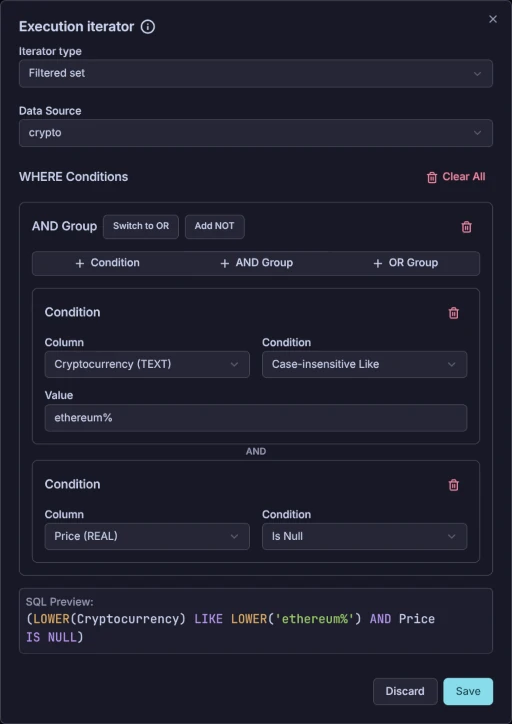 Execution iterator
Iterator type
Filtered set
Data Source
crypto
WHERE Conditions Clear All
AND Group Switch to OR Add NOT
+ Condition + AND Group + OR Group
Condition
Column Condition
Cryptocurrency (TEXT) Case-insensitive Like
Value
ethereum%
AND
Condition
Column Condition
Price (REAL) Is Null
SQL Preview:
(LOWER(Cryptocurrency) LIKE LOWER('ethereum%') AND Price
IS NULL)
Discard Save